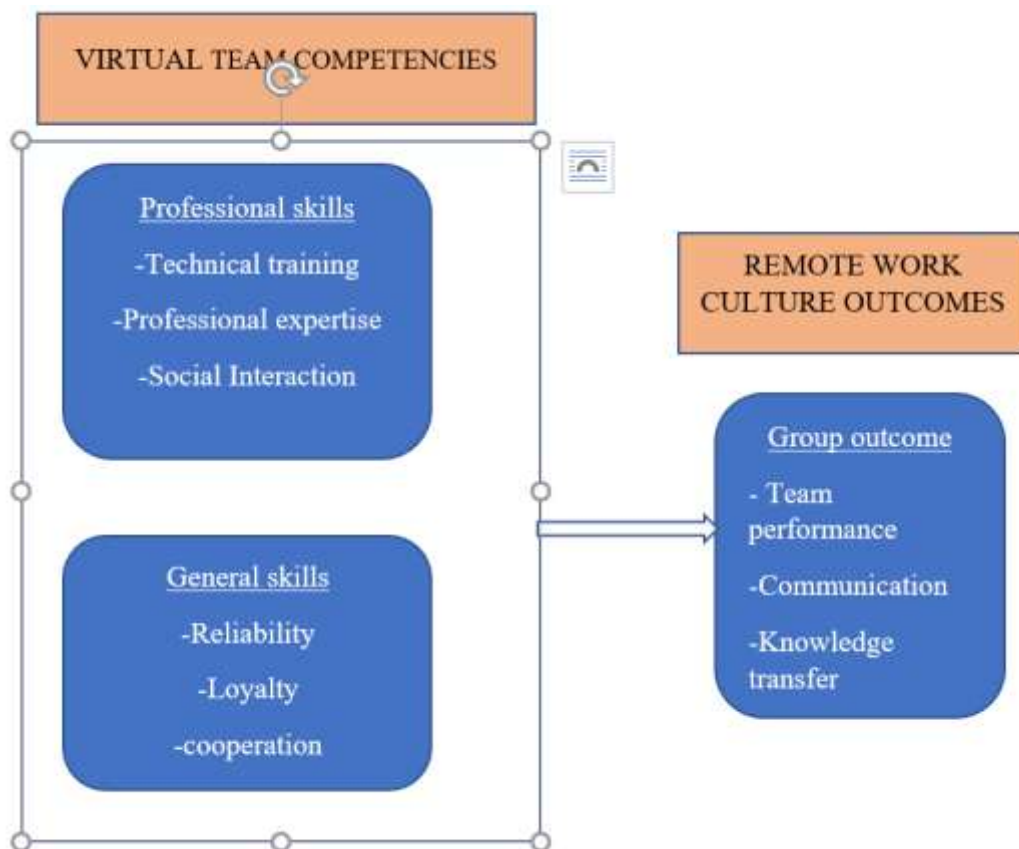 VIRTUAL TEAM COMPETENCIES
Professional skills
-Technical training
-Professional expertise
-Social Interaction
General skills
-Reliability
-Loyalty
-cooperation
REMOTE WORK
CULTURE OUTCOMES
Group outcome
- Team
performance
-Communication
-Knowledge
transfer